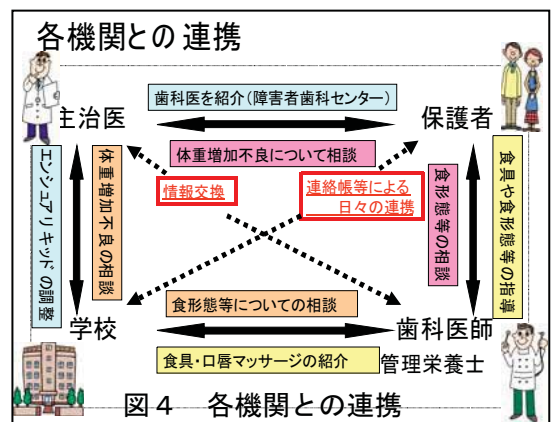 各機関との連携
歯科医を紹介(障害者歯科センター)
主治医
保護者
体重増加不良について相談
情報交換
連絡帳等による
日々の連携
エンシュアリキッドの調整
体重増加不良の相談
食形態等の相談
食具や食形態等の指導
食形態等についての相談
学校
歯科医師
食具・口唇マッサージの紹介
管理栄養士
図4 各機関との連携